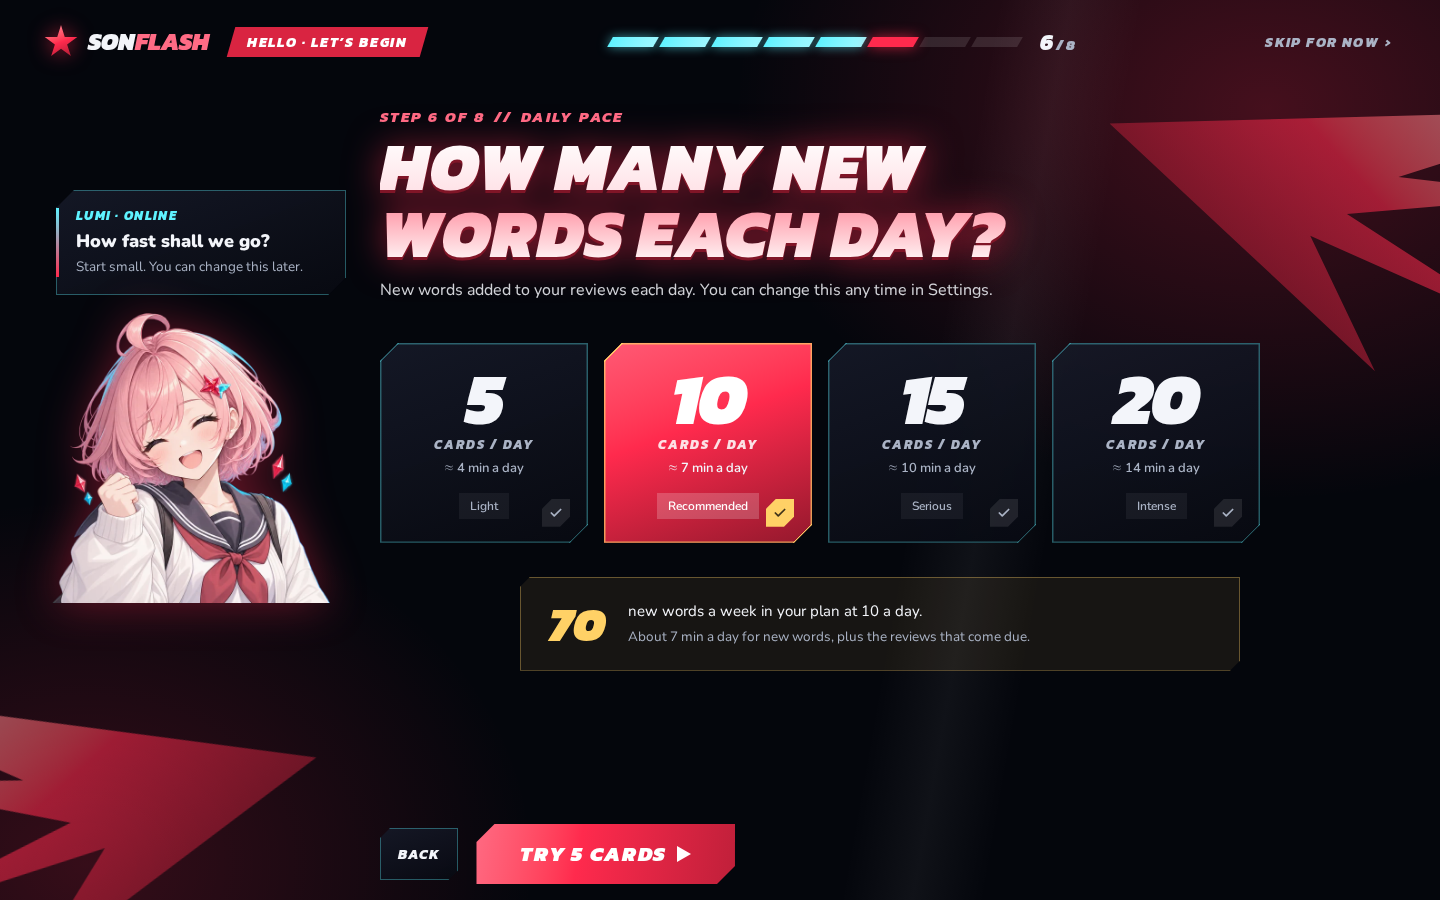 SONFLASH
HELLO · LET'S BEGIN
6 / 8
SKIP FOR NOW >
STEP 6 OF 8 // DAILY PACE
HOW MANY NEW
WORDS EACH DAY?
New words added to your reviews each day. You can change this any time in Settings.
LUMI · ONLINE
How fast shall we go?
Start small. You can change this later.
5
CARDS / DAY
≈ 4 min a day
Light
10
CARDS / DAY
≈ 7 min a day
Recommended
15
CARDS / DAY
≈ 10 min a day
Serious
20
CARDS / DAY
≈ 14 min a day
Intense
70
new words a week in your plan at 10 a day.
About 7 min a day for new words, plus the reviews that come due.
BACK
TRY 5 CARDS